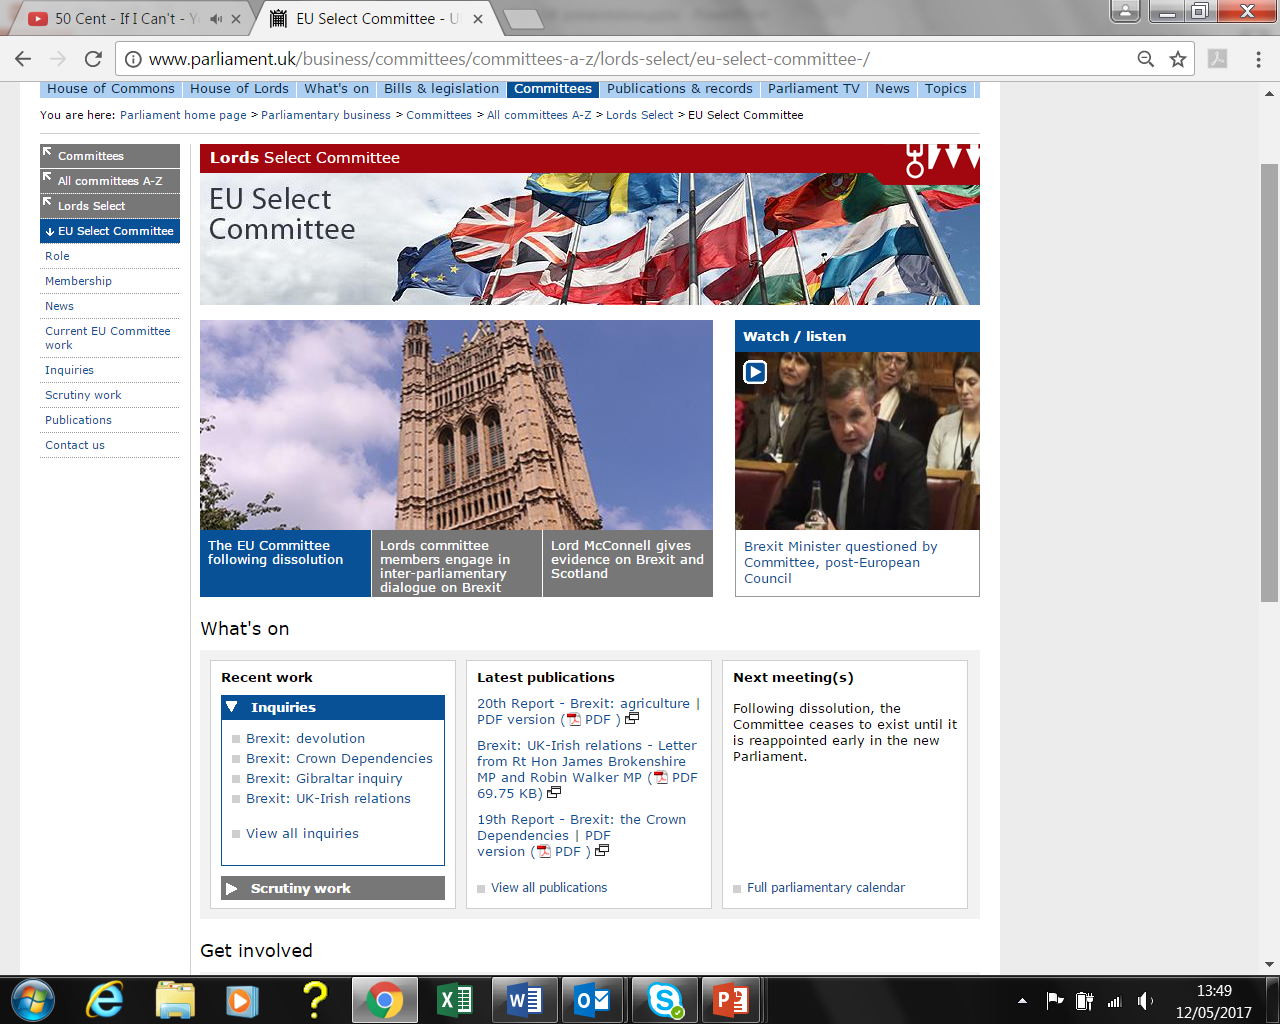 50 Cent - If I Can't - Y
EU Select Committee - U
www.parliament.uk/business/committees/committees-a-z/lords-select/eu-select-committee-/
House of Commons House of Lords What's on Bills & legislation Committees Publications & records Parliament TV News Topics
You are here: Parliament home page > Parliamentary business > Committees > All committees A-Z > Lords Select > EU Select Committee
Committees
All committees A-Z
Lords Select
EU Select Committee
Role
Membership
News
Current EU Committee
work
Inquiries
Scrutiny work
Publications
Contact us
Lords Select Committee
EU Select
Committee
The EU Committee
following dissolution
Lords committee
members engage in
inter-parliamentary
dialogue on Brexit
Lord McConnell gives
evidence on Brexit and
Scotland
Watch / listen
Brexit Minister questioned by
Committee, post-European
Council
What's on
Recent work
Inquiries
Brexit: devolution
Brexit: Crown Dependencies
Brexit: Gibraltar inquiry
Brexit: UK-Irish relations
View all inquiries
Scrutiny work
Latest publications
20th Report - Brexit: agriculture |
PDF version ( PDF )
Brexit: UK-Irish relations - Letter
from Rt Hon James Brokenshire
MP and Robin Walker MP ( PDF
69.75 KB)
19th Report - Brexit: the Crown
Dependencies | PDF
version ( PDF )
View all publications
Next meeting(s)
Following dissolution, the
Committee ceases to exist until it
is reappointed early in the new
Parliament.
Full parliamentary calendar
Get involved
13:49
12/05/2017